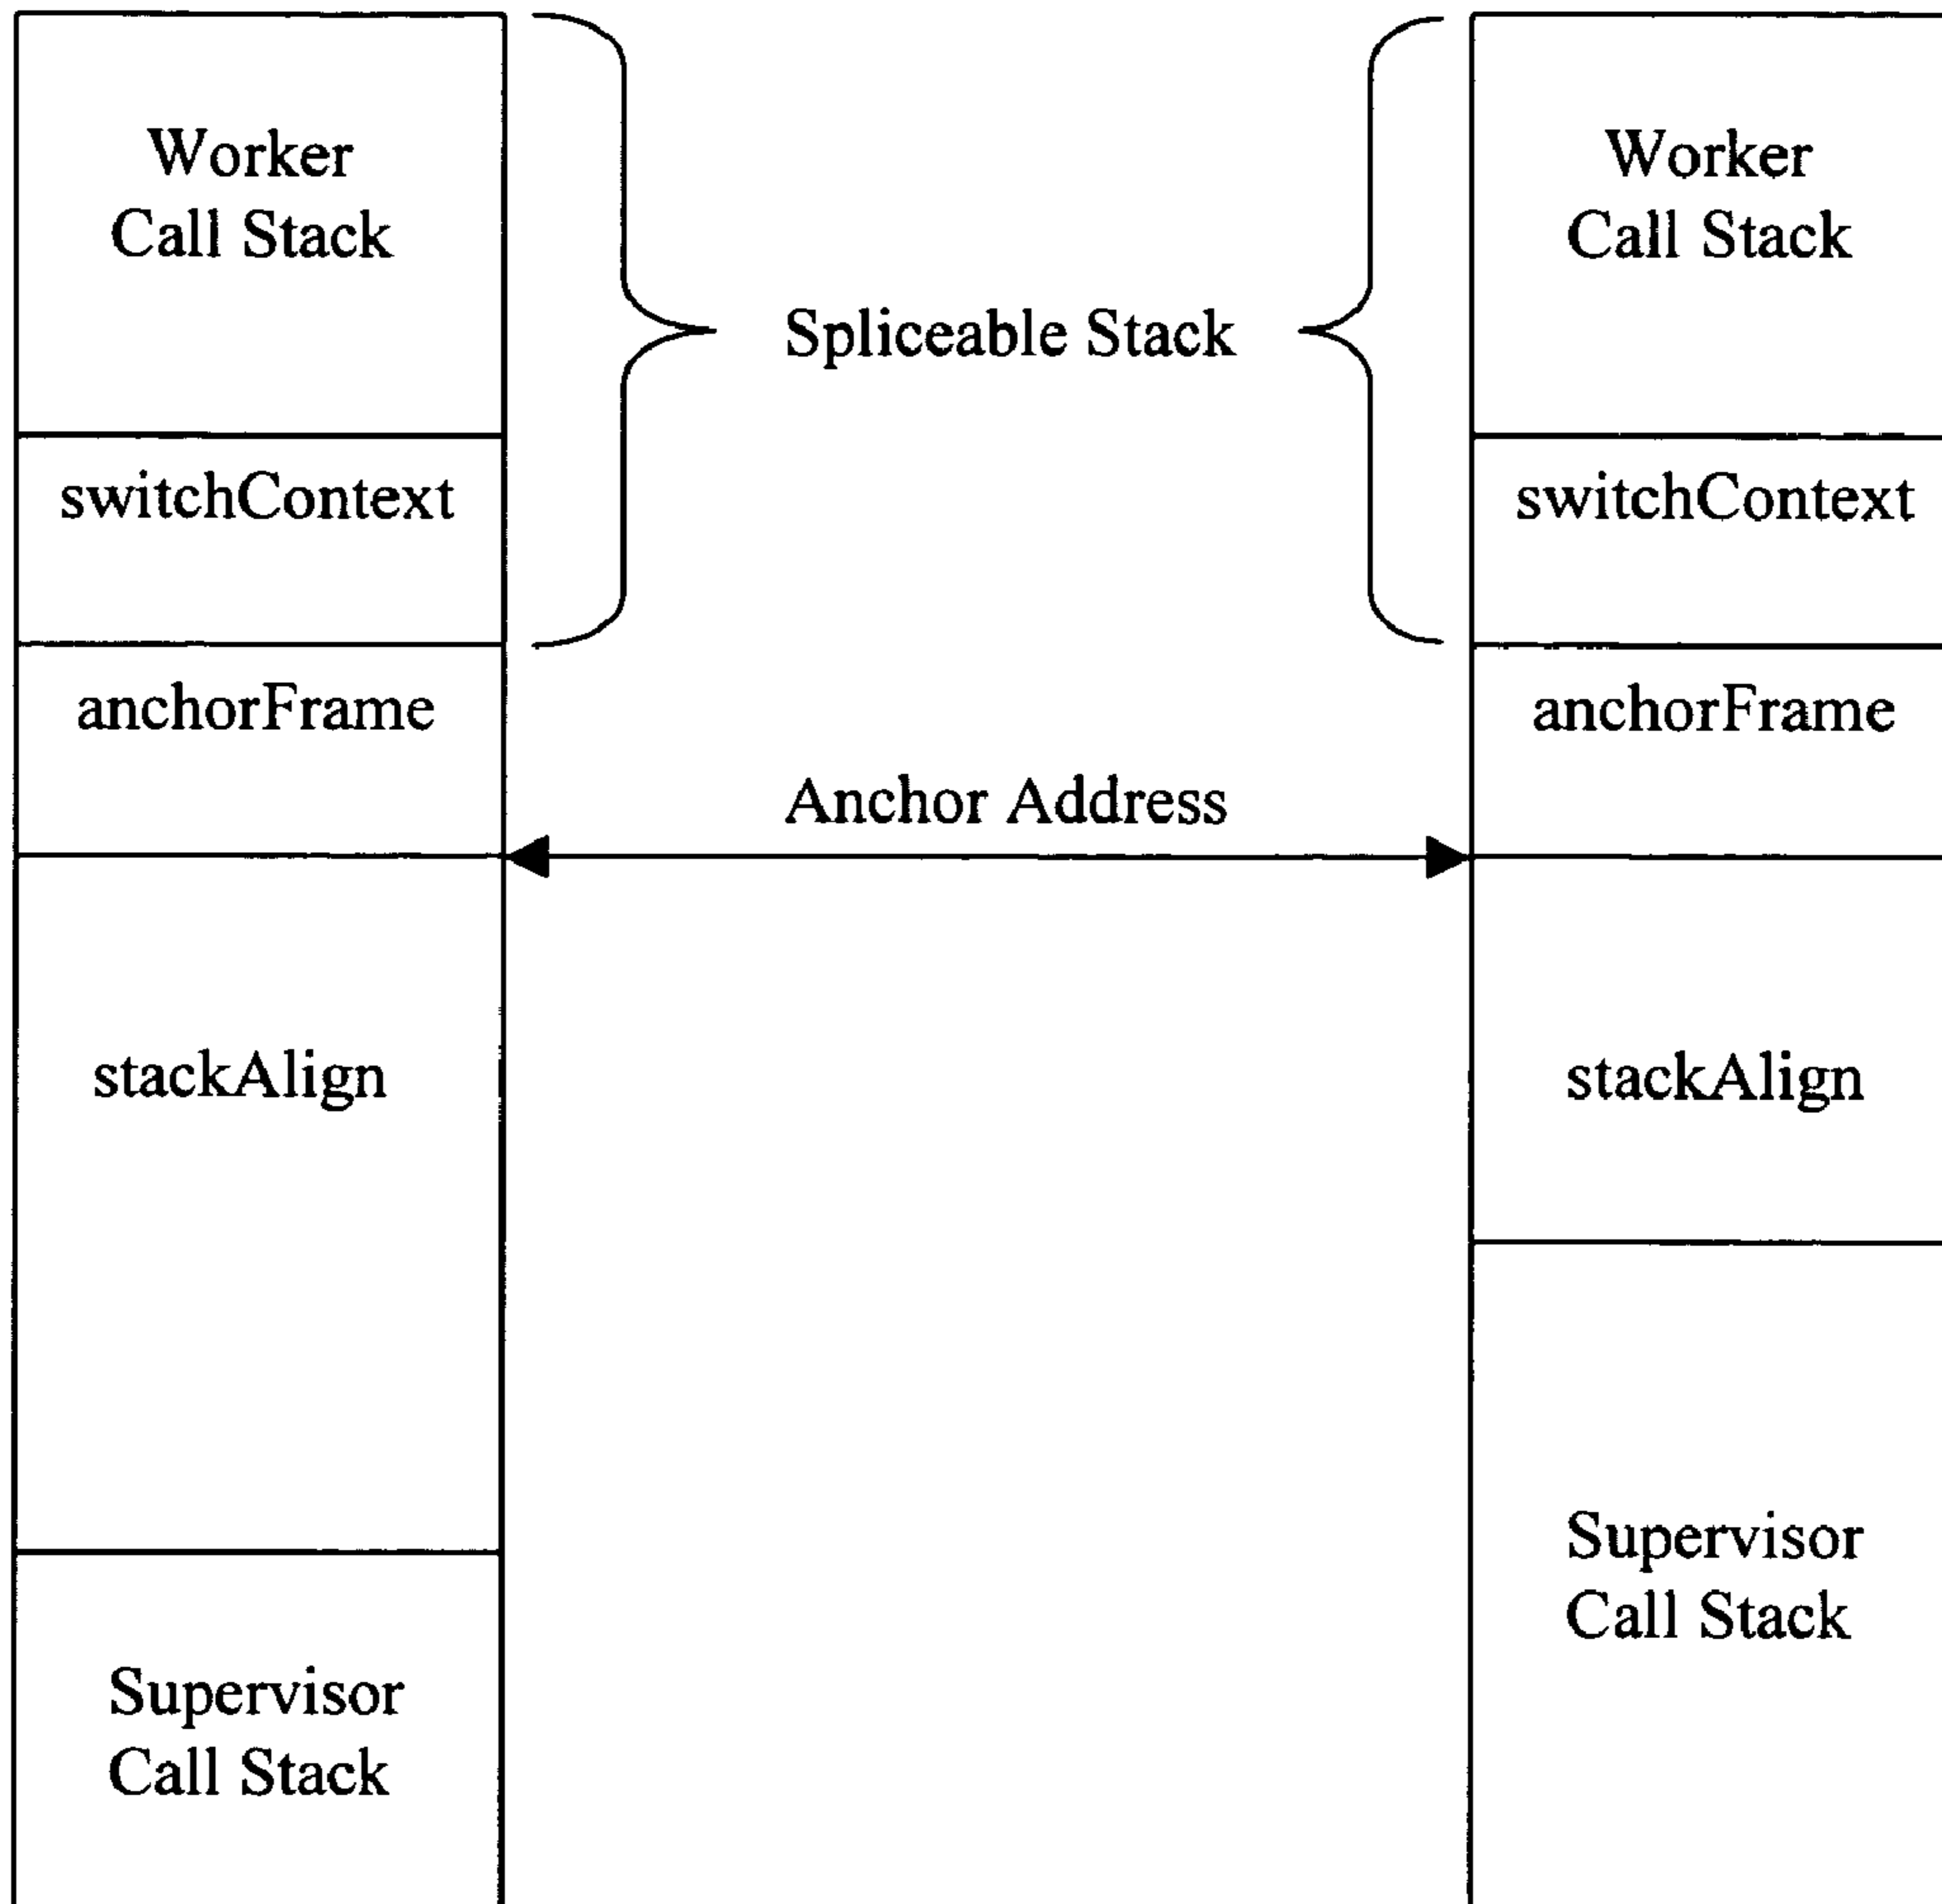 Worker
Call Stack
switchContext
anchorFrame
stackAlign
Supervisor
Call Stack
Spliceable Stack
Anchor Address
Worker
Call Stack
switchContext
anchorFrame
stackAlign
Supervisor
Call Stack